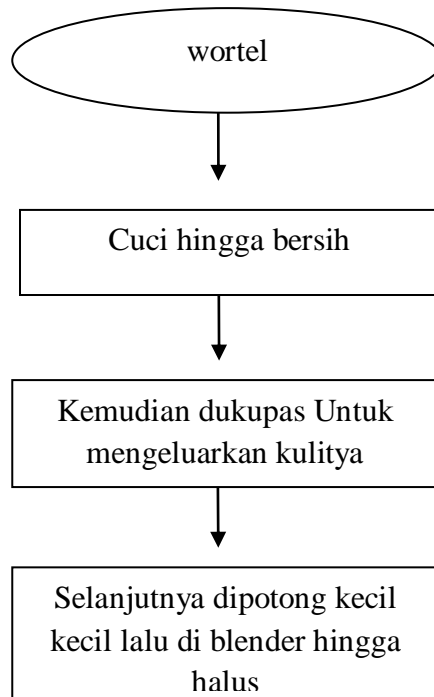 wortel
Cuci hingga bersih
Kemudian dukupas Untuk
mengeluarkan kulitya
Selanjutnya dipotong kecil
kecil lalu di blender hingga
halus